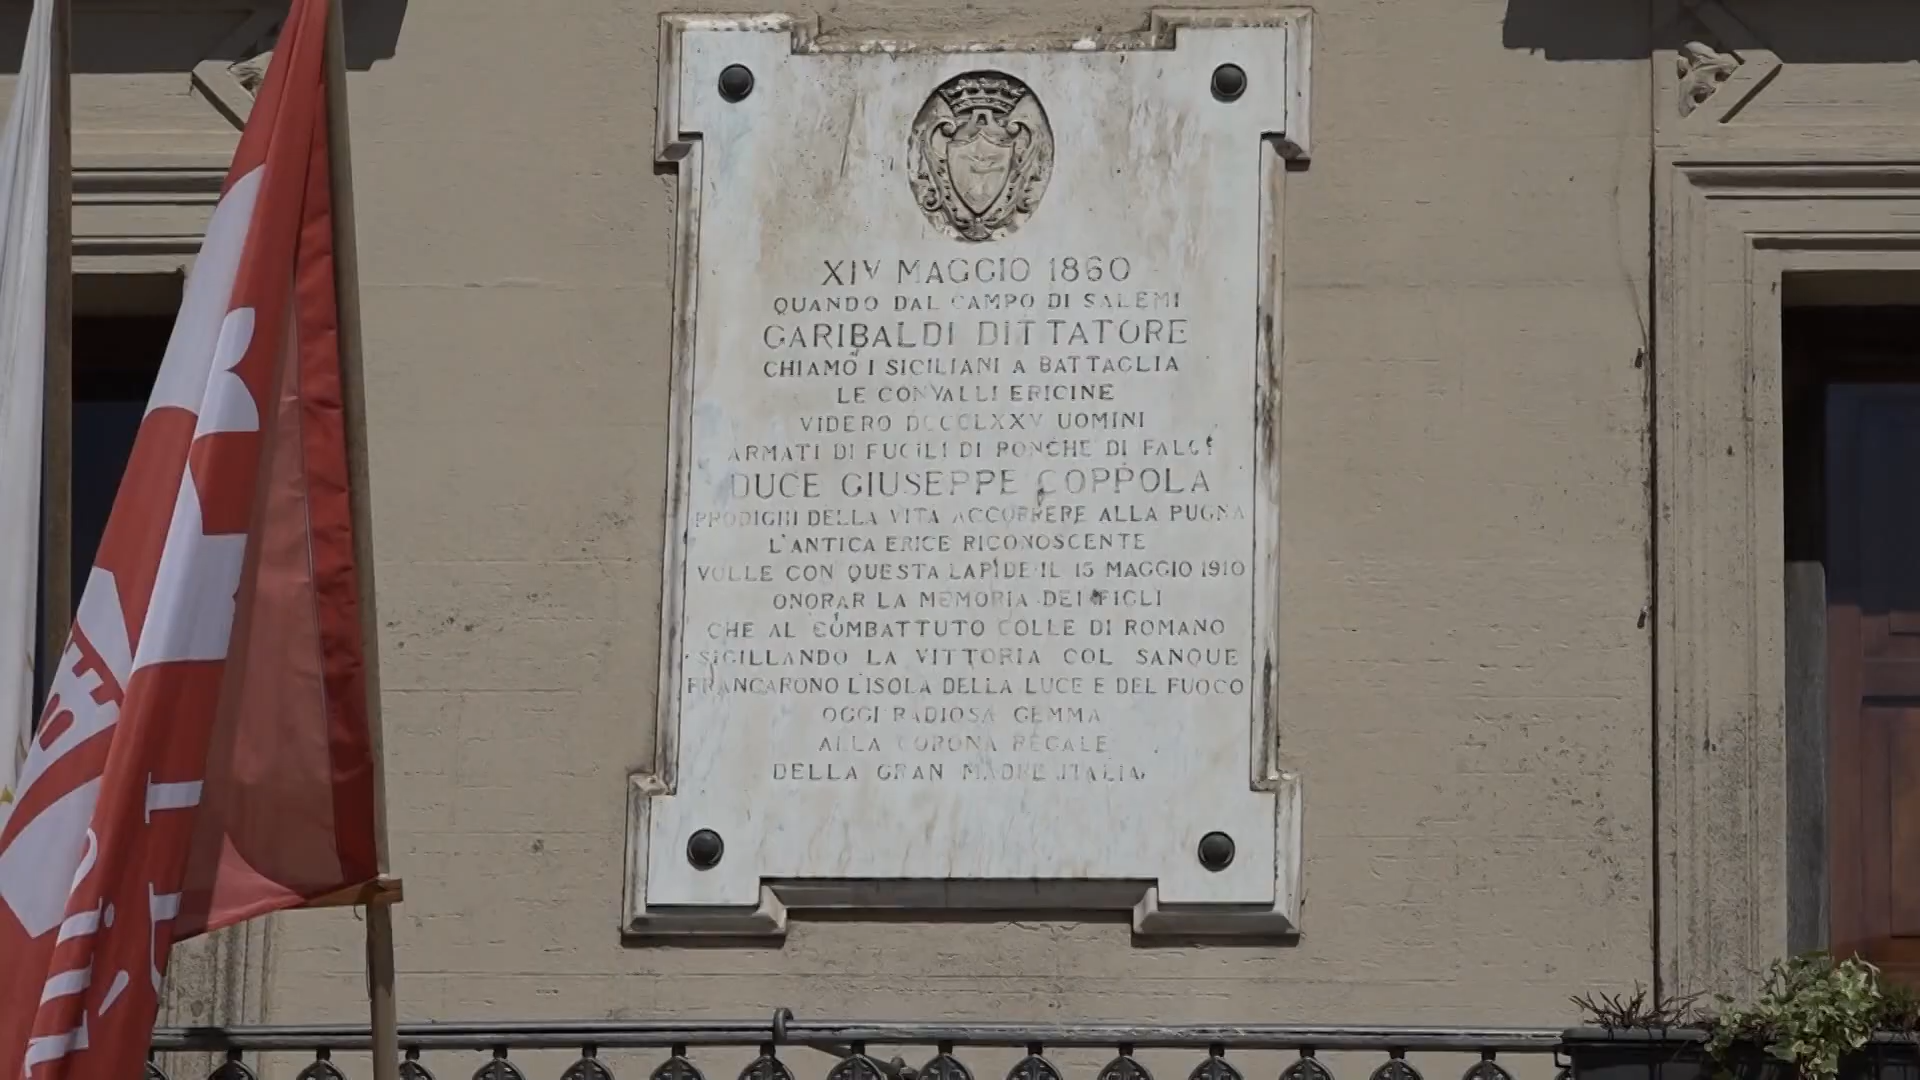 XIV MAGGIO 1860
QUANDO DAL CAMPO DI SALEMI
GARIBALDI DITTATORE
CHIAMÒ I SICILIANI A BATTAGLIA
LE CONVALLI ERICINE
VIDERO DCCCLXXV UOMINI
ARMATI DI FUCILI DI RONCHE DI FALCI
DUCE GIUSEPPE COPPOLA
PRODIGHI DELLA VITA ACCORRERE ALLA PUGNA
L'ANTICA ERICE RICONOSCENTE
VOLLE CON QUESTA LAPIDE IL 15 MAGGIO 1910
ONORAR LA MEMORIA DEI FIGLI
CHE AL COMBATTUTO COLLE DI ROMANO
SIGILLANDO LA VITTORIA COL SANQUE
FRANCARONO L'ISOLA DELLA LUCE E DEL FUOCO
OGGI RADIOSA GEMMA
ALLA CORONA REGALE
DELLA GRAN MADRE ITALIA